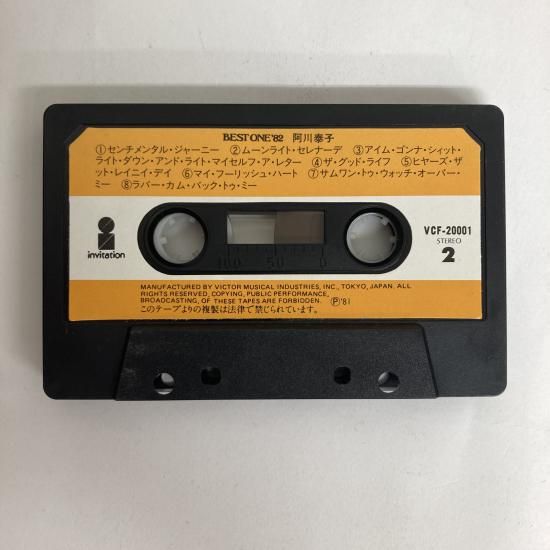 BEST ONE '82 阿川泰子
①センチメンタル・ジャーニー ②ムーンライト・セレナーデ ③アイム・ゴンナ・シィット・
ライト・ダウン・アンド・ライト・マイセルフ・ア・レター ④ザ・グッド・ライフ ⑤ヒヤーズ・ザ
ット・レイニィ・デイ ⑥マイ・フーリッシュ・ハート ⑦サムワン・トゥ・ウォッチ・オーバー・
ミー ⑧ラバー・カム・バック・トゥ・ミー
invitation
100 50 0
VCF-20001
STEREO
2
MANUFACTURED BY VICTOR MUSICAL INDUSTRIES, INC., TOKYO, JAPAN. ALL
RIGHTS RESERVED, COPYING, PUBLIC PERFORMANCE,
BROADCASTING, OF THESE TAPES ARE FORBIDDEN. Ⓟ'81
このテープよりの複製は法律で禁じられています。